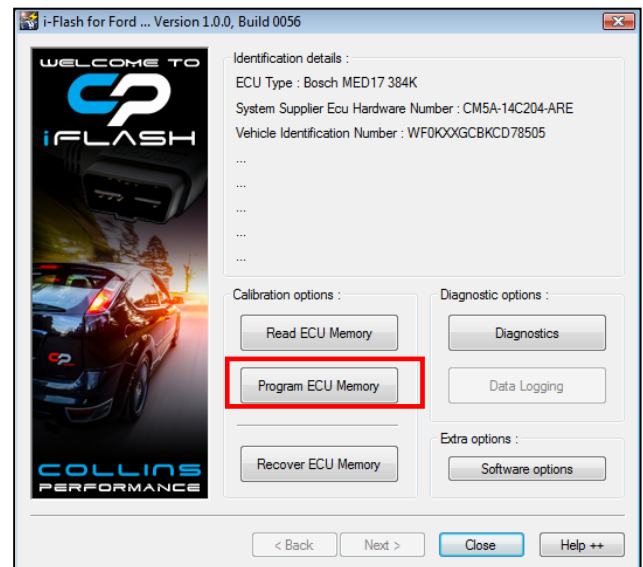 i-Flash for Ford ... Version 1.0.0, Build 0056
WELCOME TO
CP
iFLASH
COLLINS
PERFORMANCE
Identification details :
ECU Type : Bosch MED17 384K
System Supplier Ecu Hardware Number : CM5A-14C204-ARE
Vehicle Identification Number : WF0KXXGCBKCD78505
...
...
...
...
...
Calibration options :
Read ECU Memory
Program ECU Memory
Recover ECU Memory
Diagnostic options :
Diagnostics
Data Logging
Extra options :
Software options
< Back
Next >
Close
Help ++